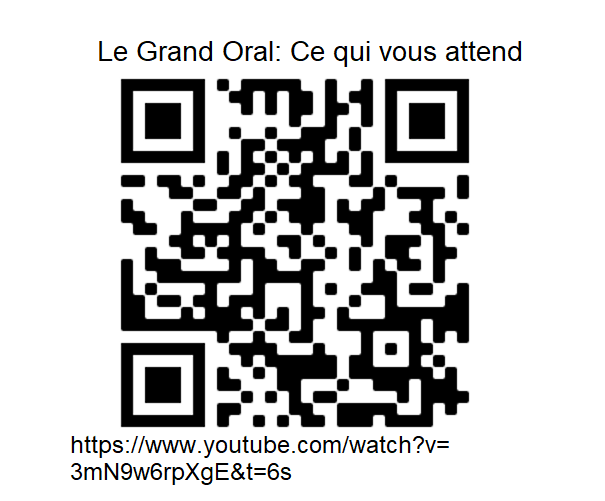 Le Grand Oral: Ce qui vous attend
https://www.youtube.com/watch?v=
3mN9w6rpXgE&t=6s